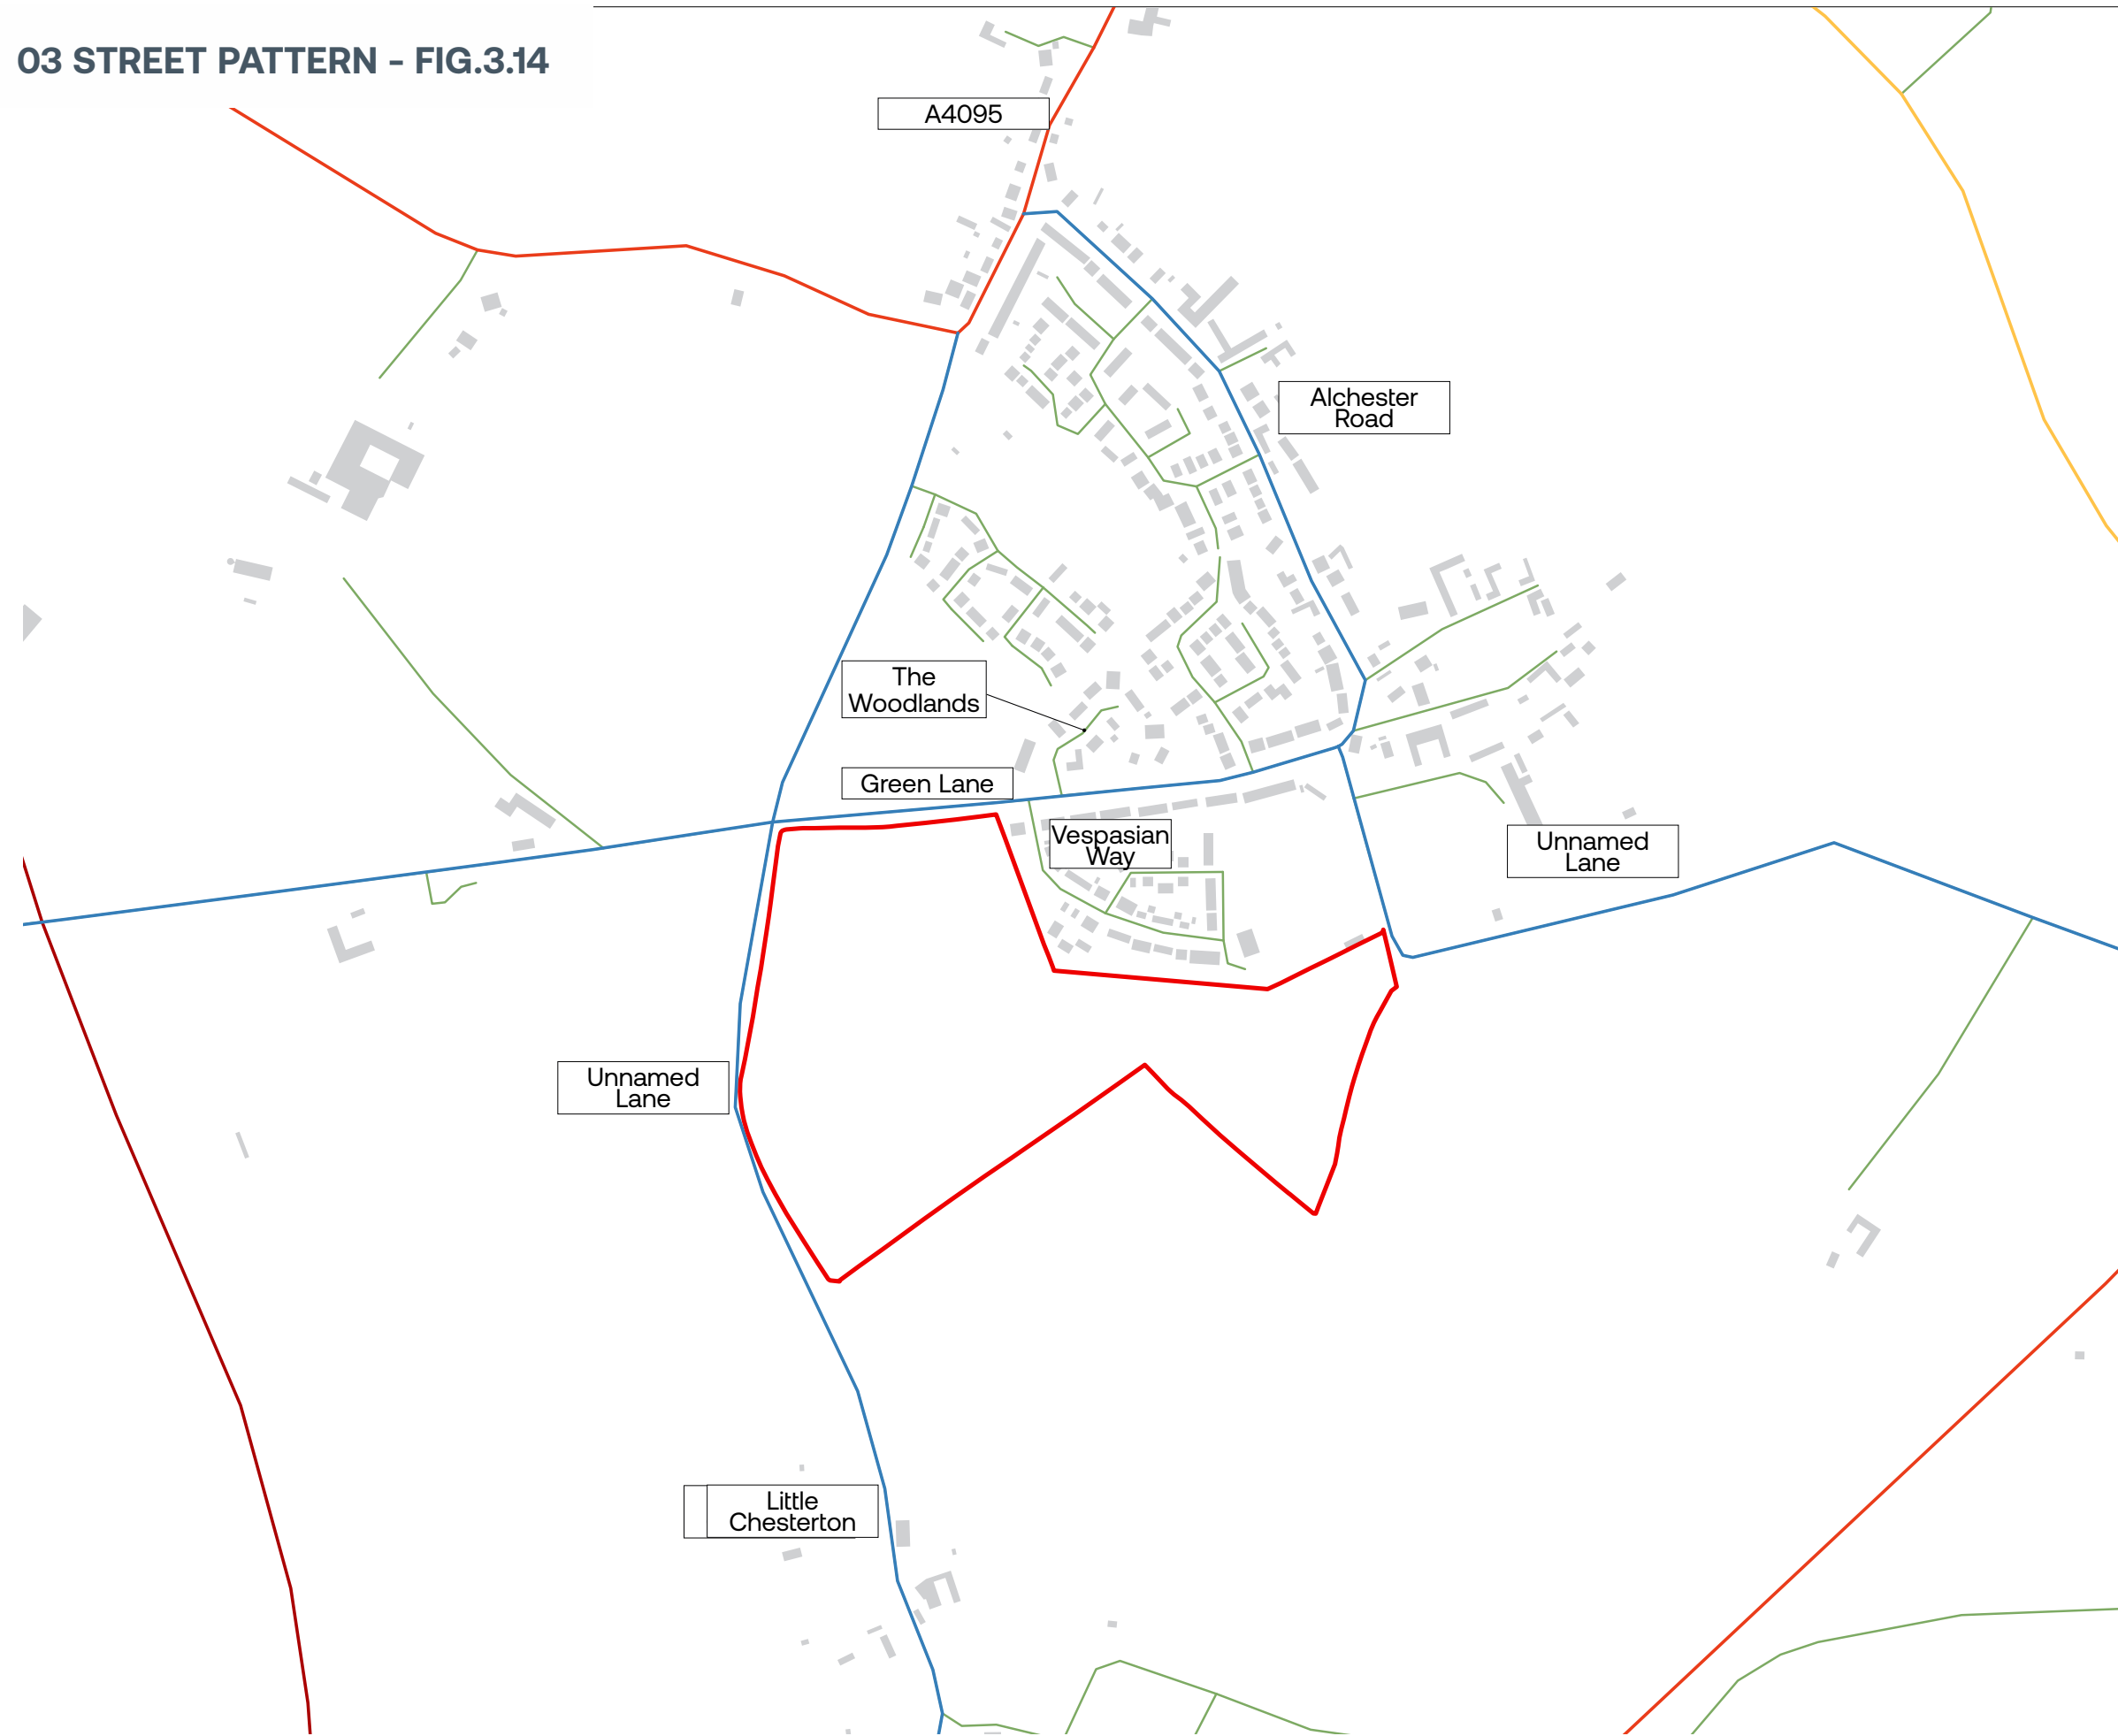 03 STREET PATTERN - FIG.3.14
A4095
Alchester
Road
The
Woodlands
Green Lane
Vespasian
Way
Unnamed
Lane
Unnamed
Lane
Little
Chesterton